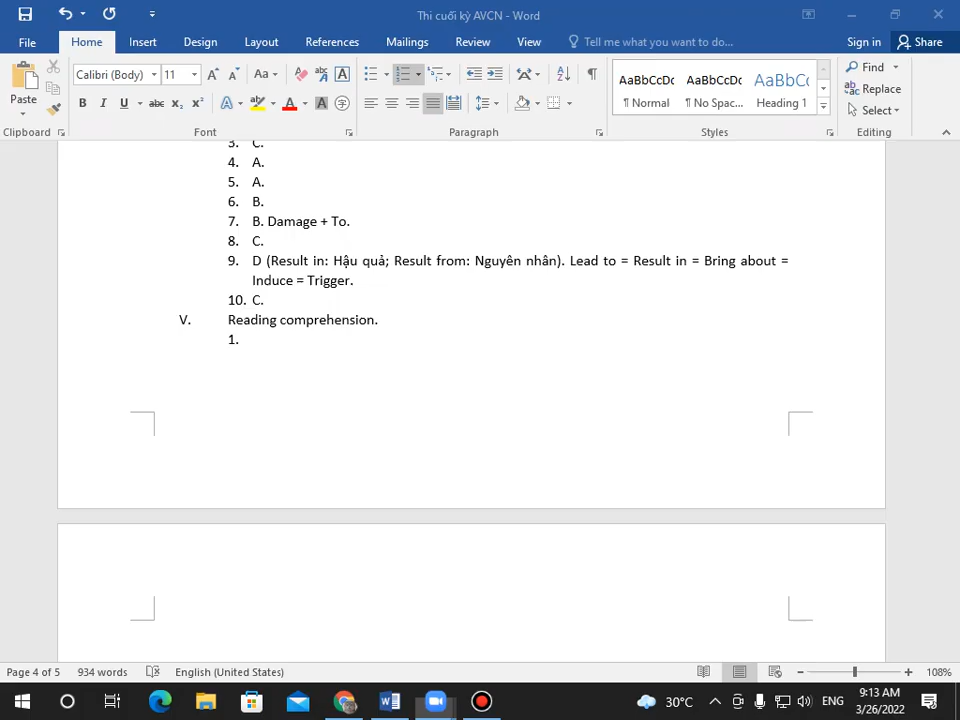 Thi cuối kỳ AVCN - Word
File Home Insert Design Layout References Mailings Review View Tell me what you want to do... Sign in Share
Calibri (Body) 11 Aa AaBbCcDc AaBbCcDc AaBbCcDc Find
Paste B I U abc x₂ x² A A ¶ Normal ¶ No Spac... Heading 1 Replace
Select
Clipboard Font Paragraph Styles Editing
3. C.
4. A.
5. A.
6. B.
7. B. Damage + To.
8. C.
9. D (Result in: Hậu quả; Result from: Nguyên nhân). Lead to = Result in = Bring about =
Induce = Trigger.
10. C.
V. Reading comprehension.
1.
Page 4 of 5 934 words English (United States) 108%
30°C ENG 9:13 AM
3/26/2022